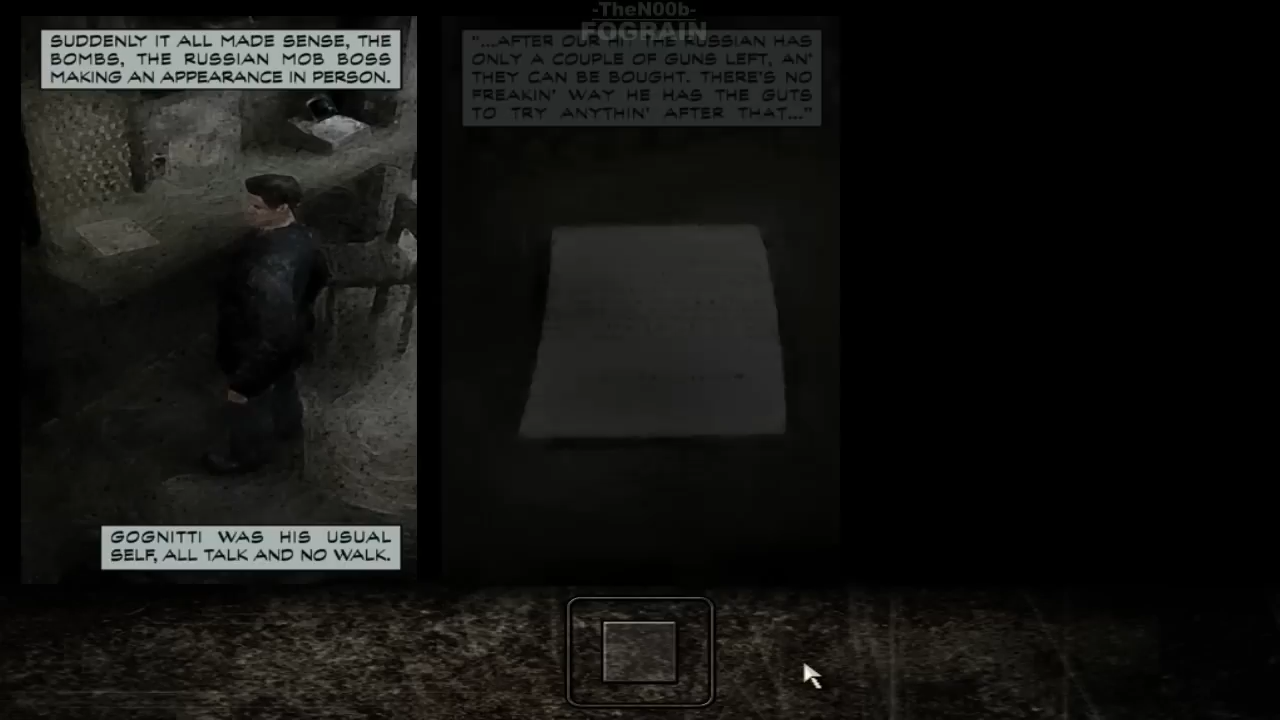 -TheN00b-
FOGRAIN
SUDDENLY IT ALL MADE SENSE, THE
BOMBS, THE RUSSIAN MOB BOSS
MAKING AN APPEARANCE IN PERSON.
GOGNITTI WAS HIS USUAL
SELF, ALL TALK AND NO WALK.
"...AFTER OUR HIT THE RUSSIAN HAS
ONLY A COUPLE OF GUNS LEFT, AN'
THEY CAN BE BOUGHT. THERE'S NO
FREAKIN' WAY HE HAS THE GUTS
TO TRY ANYTHIN' AFTER THAT..."